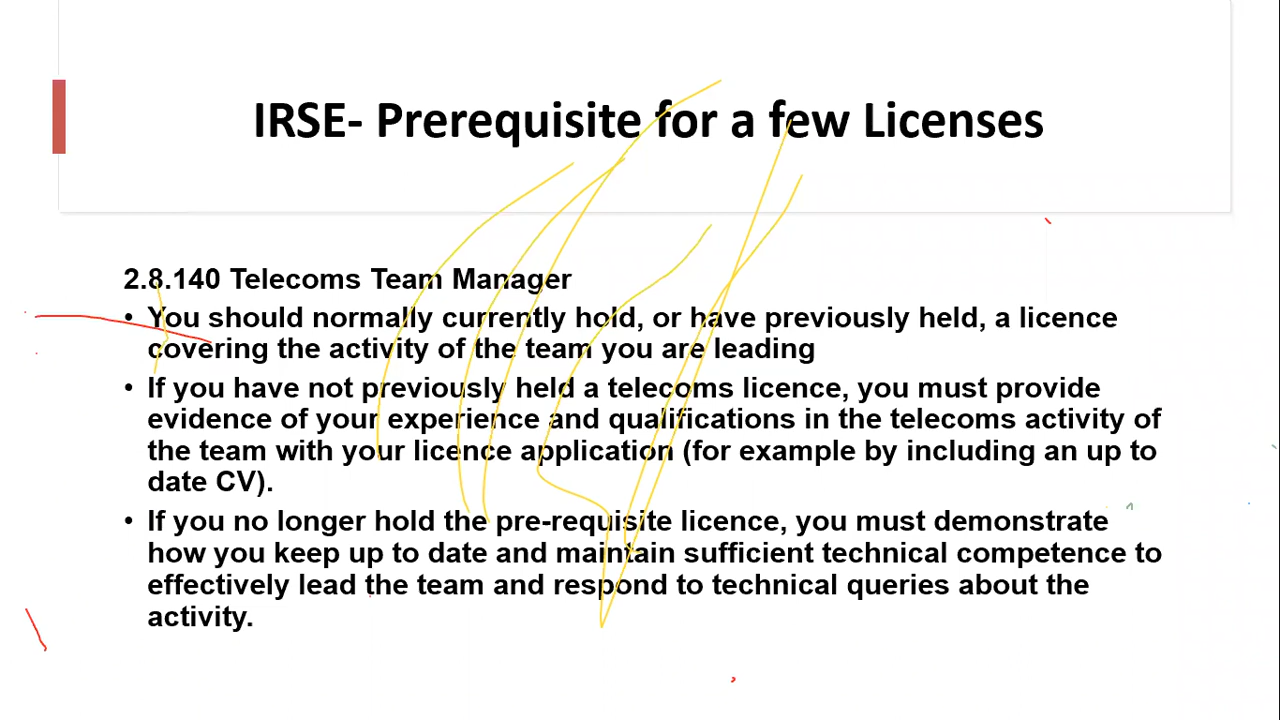 IRSE- Prerequisite for a few Licenses
2.8.140 Telecoms Team Manager
• You should normally currently hold, or have previously held, a licence
covering the activity of the team you are leading
• If you have not previously held a telecoms licence, you must provide
evidence of your experience and qualifications in the telecoms activity of
the team with your licence application (for example by including an up to
date CV).
• If you no longer hold the pre-requisite licence, you must demonstrate
how you keep up to date and maintain sufficient technical competence to
effectively lead the team and respond to technical queries about the
activity.